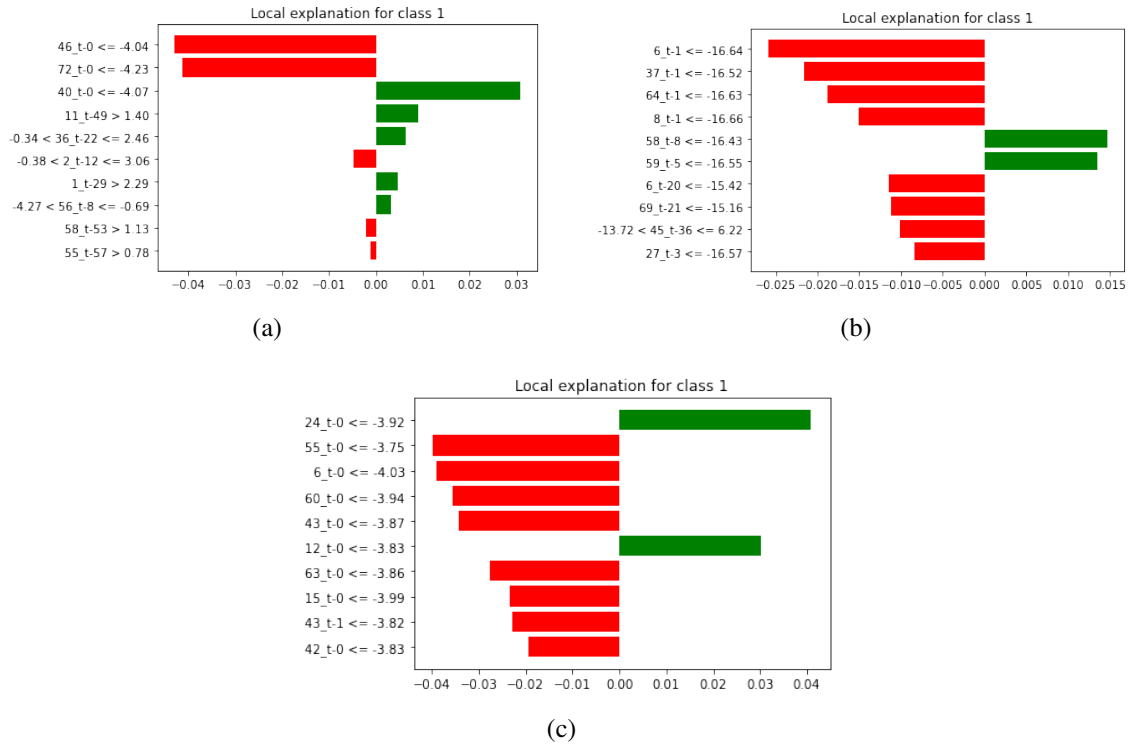 Local explanation for class 1
46_t-0 <= -4.04
72_t-0 <= -4.23
40_t-0 <= -4.07
11_t-49 > 1.40
-0.34 < 36_t-22 <= 2.46
-0.38 < 2_t-12 <= 3.06
1_t-29 > 2.29
-4.27 < 56_t-8 <= -0.69
58_t-53 > 1.13
55_t-57 > 0.78
−0.04 −0.03 −0.02 −0.01 0.00 0.01 0.02 0.03
(a)
Local explanation for class 1
6_t-1 <= -16.64
37_t-1 <= -16.52
64_t-1 <= -16.63
8_t-1 <= -16.66
58_t-8 <= -16.43
59_t-5 <= -16.55
6_t-20 <= -15.42
69_t-21 <= -15.16
-13.72 < 45_t-36 <= 6.22
27_t-3 <= -16.57
−0.025 −0.020 −0.015 −0.010 −0.005 0.000 0.005 0.010 0.015
(b)
Local explanation for class 1
24_t-0 <= -3.92
55_t-0 <= -3.75
6_t-0 <= -4.03
60_t-0 <= -3.94
43_t-0 <= -3.87
12_t-0 <= -3.83
63_t-0 <= -3.86
15_t-0 <= -3.99
43_t-1 <= -3.82
42_t-0 <= -3.83
−0.04 −0.03 −0.02 −0.01 0.00 0.01 0.02 0.03 0.04
(c)